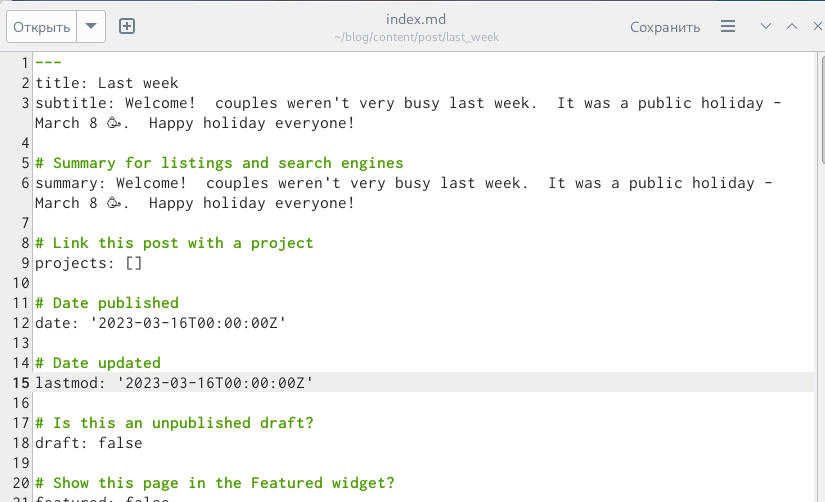 Открыть
index.md
~/blog/content/post/last_week
Сохранить
1 ---
2 title: Last week
3 subtitle: Welcome!  couples weren't very busy last week.  It was a public holiday -
March 8 🥳.  Happy holiday everyone!
4
5 # Summary for listings and search engines
6 summary: Welcome!  couples weren't very busy last week.  It was a public holiday -
March 8 🥳.  Happy holiday everyone!
7
8 # Link this post with a project
9 projects: []
10
11 # Date published
12 date: '2023-03-16T00:00:00Z'
13
14 # Date updated
15 lastmod: '2023-03-16T00:00:00Z'
16
17 # Is this an unpublished draft?
18 draft: false
19
20 # Show this page in the Featured widget?
21 featured: false